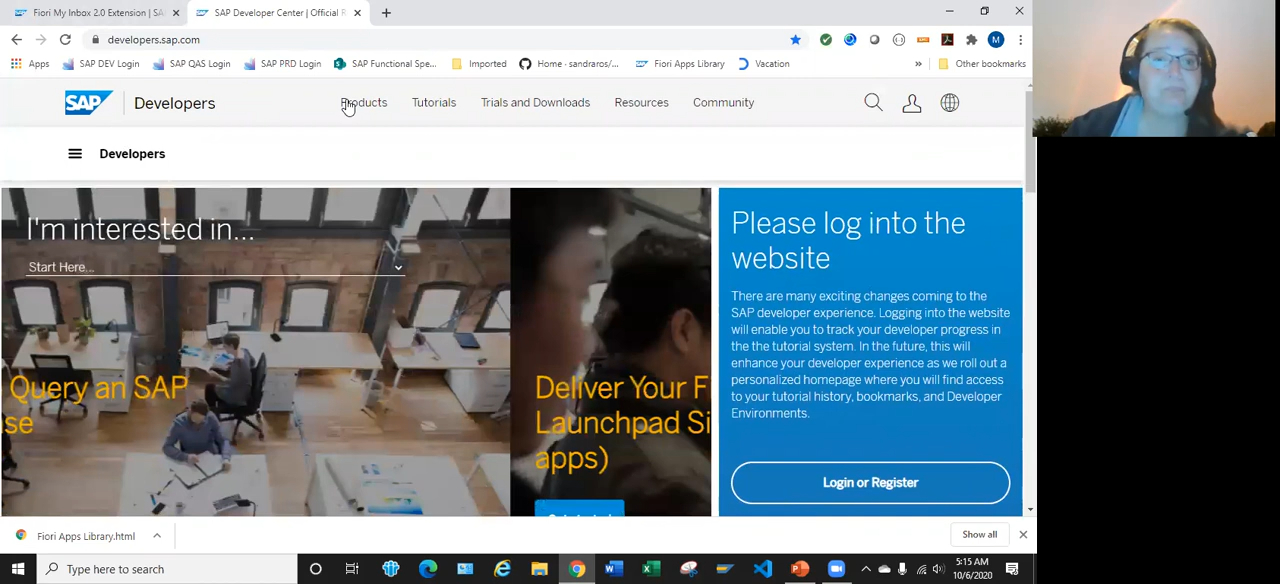 Fiori My Inbox 2.0 Extension | SA
SAP Developer Center | Official R
developers.sap.com
M
Apps
SAP DEV Login
SAP QAS Login
SAP PRD Login
SAP Functional Spe...
Imported
Home - sandraros/...
Fiori Apps Library
Vacation
»
Other bookmarks
SAP
Developers
Products
Tutorials
Trials and Downloads
Resources
Community
Developers
I'm interested in...
Start Here...
Query an SAP
se
Deliver Your F
Launchpad Si
apps)
Please log into the
website
There are many exciting changes coming to the
SAP developer experience. Logging into the website
will enable you to track your developer progress in
the the tutorial system. In the future, this will
enhance your developer experience as we roll out a
personalized homepage where you will find access
to your tutorial history, bookmarks, and Developer
Environments.
Login or Register
Fiori Apps Library.html
Show all
Type here to search
5:15 AM
10/6/2020